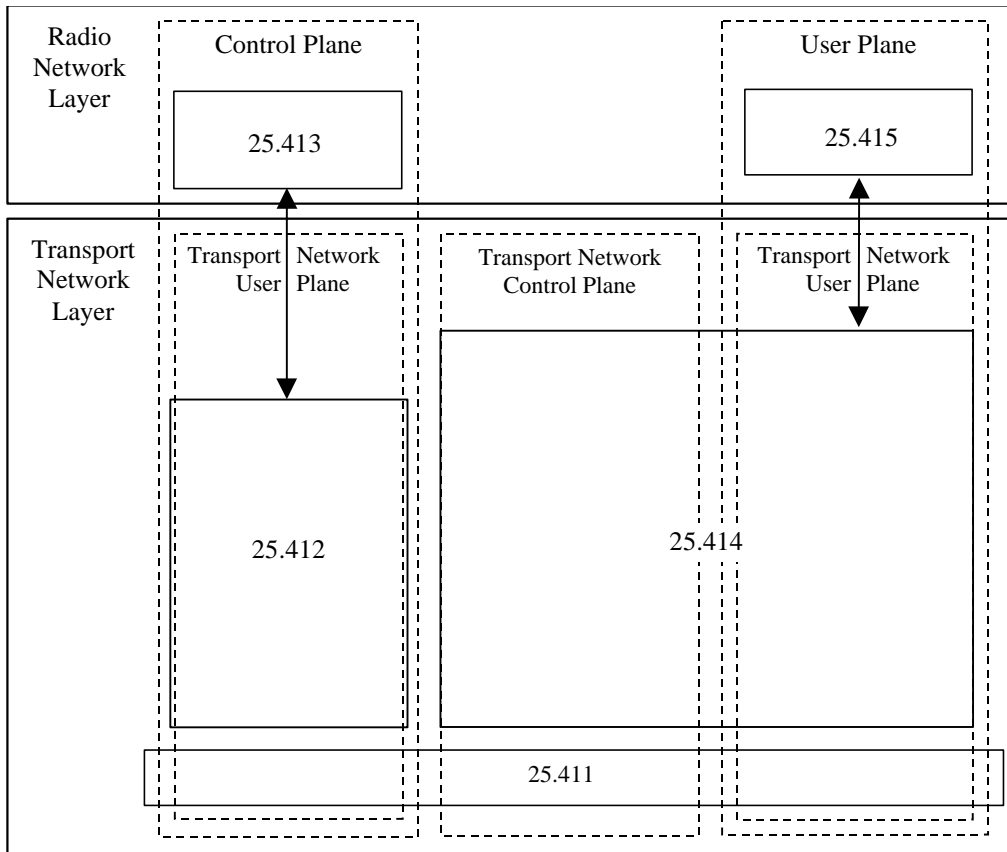 Radio
Network
Layer
Control Plane
User Plane
25.413
25.415
Transport
Network
Layer
Transport Network
User Plane
Transport Network
Control Plane
Transport Network
User Plane
25.412
25.414
25.411